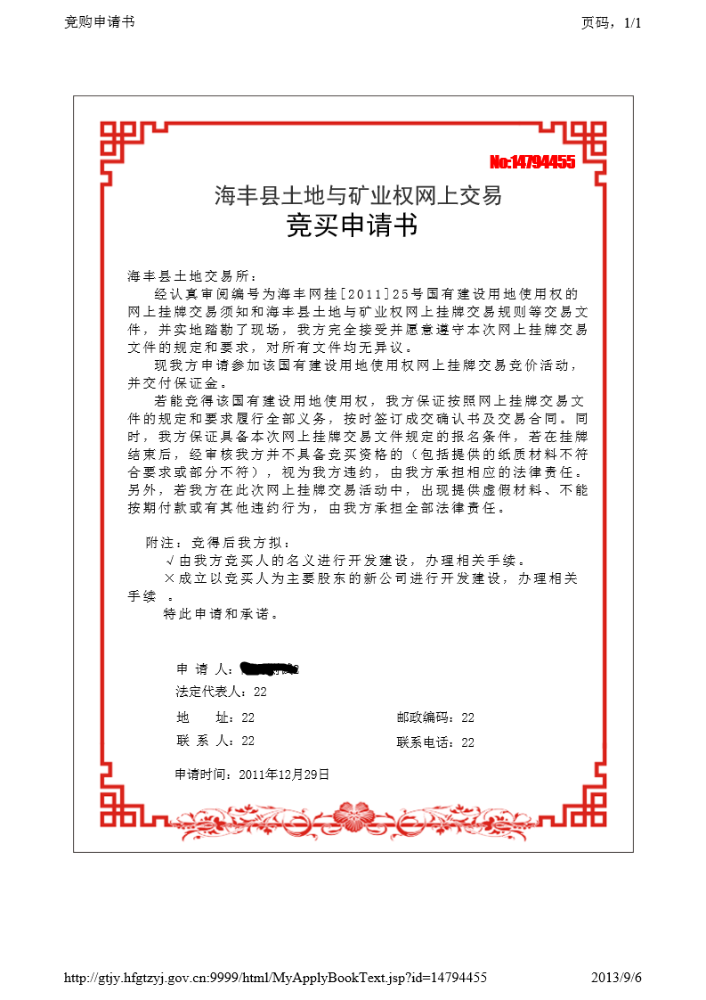 竞购申请书 页码，1/1
No:14794455
海丰县土地与矿业权网上交易
竞买申请书
海丰县土地交易所：
经认真审阅编号为海丰网挂[2011]25号国有建设用地使用权的
网上挂牌交易须知和海丰县土地与矿业权网上挂牌交易规则等交易文
件，并实地踏勘了现场，我方完全接受并愿意遵守本次网上挂牌交易
文件的规定和要求，对所有文件均无异议。
现我方申请参加该国有建设用地使用权网上挂牌交易竞价活动，
并交付保证金。
若能竞得该国有建设用地使用权，我方保证按照网上挂牌交易文
件的规定和要求履行全部义务，按时签订成交确认书及交易合同。同
时，我方保证具备本次网上挂牌交易文件规定的报名条件，若在挂牌
结束后，经审核我方并不具备竞买资格的（包括提供的纸质材料不符
合要求或部分不符），视为我方违约，由我方承担相应的法律责任。
另外，若我方在此次网上挂牌交易活动中，出现提供虚假材料、不能
按期付款或有其他违约行为，由我方承担全部法律责任。
附注：竞得后我方拟：
√由我方竞买人的名义进行开发建设，办理相关手续。
×成立以竞买人为主要股东的新公司进行开发建设，办理相关
手续 。
特此申请和承诺。
申 请 人：2
法定代表人：22
地 址：22 邮政编码：22
联 系 人：22 联系电话：22
申请时间：2011年12月29日
http://gtjy.hfgtzyj.gov.cn:9999/html/MyApplyBookText.jsp?id=14794455 2013/9/6